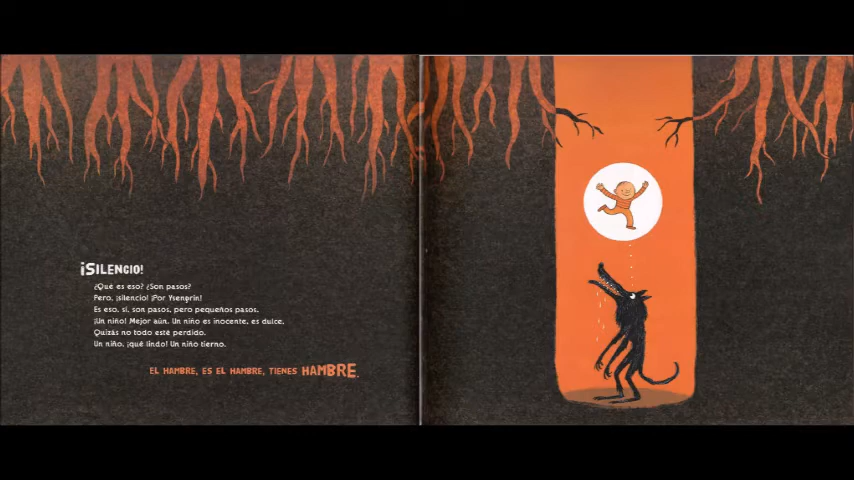 ¡SILENCIO!
¿Qué es eso? ¿Son pasos?
Pero, ¡silencio! ¡Por Ysengrin!
Es eso, sí, son pasos, pero pequeños pasos.
¡Un niño! Mejor aún. Un niño es inocente, es dulce.
Quizás no todo esté perdido.
Un niño, ¡qué lindo! Un niño tierno.
EL HAMBRE, ES EL HAMBRE, TIENES HAMBRE.